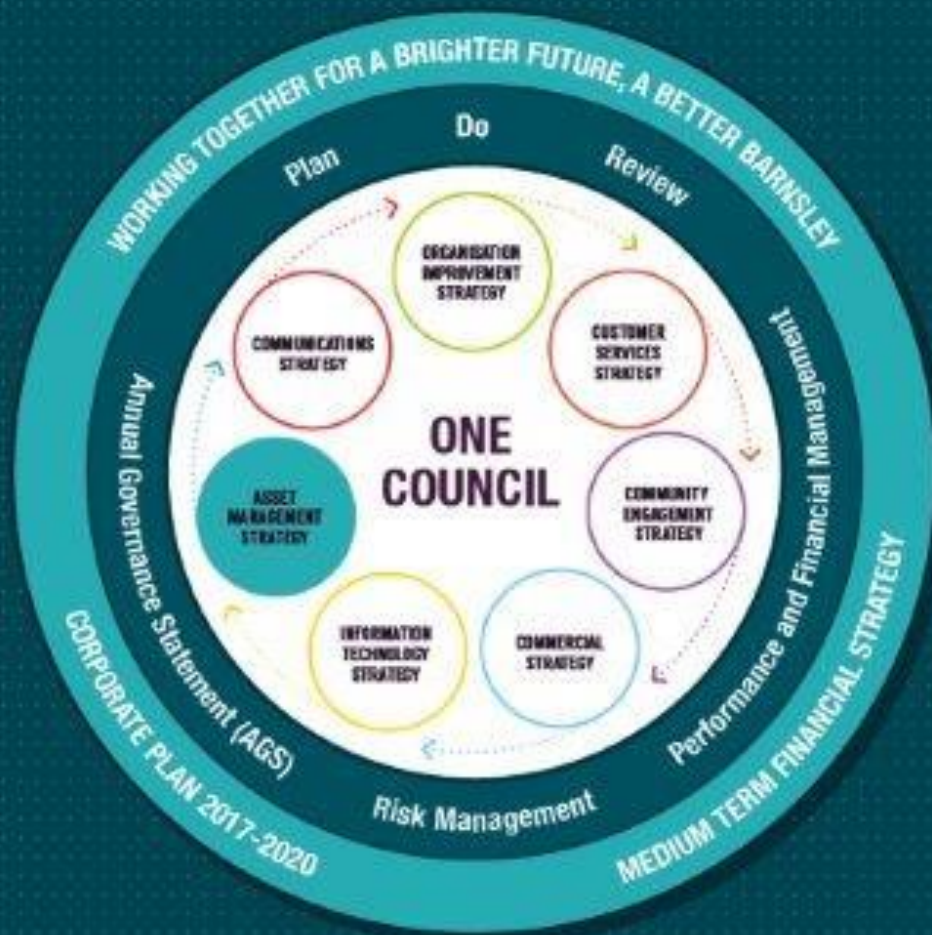 WORKING TOGETHER FOR A BRIGHTER FUTURE, A BETTER BARNSLEY
Plan
Do
Review
Performance and Financial Management
Risk Management
Annual Governance Statement (AGS)
CORPORATE PLAN 2017-2020
MEDIUM TERM FINANCIAL STRATEGY
ORGANISATION
IMPROVEMENT
STRATEGY
CUSTOMER
SERVICES
STRATEGY
COMMUNITY
ENGAGEMENT
STRATEGY
COMMERCIAL
STRATEGY
INFORMATION
TECHNOLOGY
STRATEGY
ASSET
MANAGEMENT
STRATEGY
COMMUNICATIONS
STRATEGY
ONE
COUNCIL